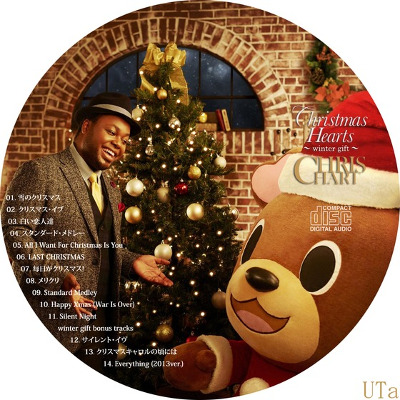 Christmas
Hearts
～winter gift～
CHRIS
HART
COMPACT
disc
DIGITAL AUDIO
01. 雪のクリスマス
02. クリスマス・イブ
03. 白い恋人達
04. スタンダード・メドレー
05. All I Want For Christmas Is You
06. LAST CHRISTMAS
07. 毎日がクリスマス!
08. メリクリ
09. Standard Medley
10. Happy Xmas (War Is Over)
11. Silent Night
winter gift bonus tracks
12. サイレント・イヴ
13. クリスマスキャロルの頃には
14. Everything (2013ver.)
UTa